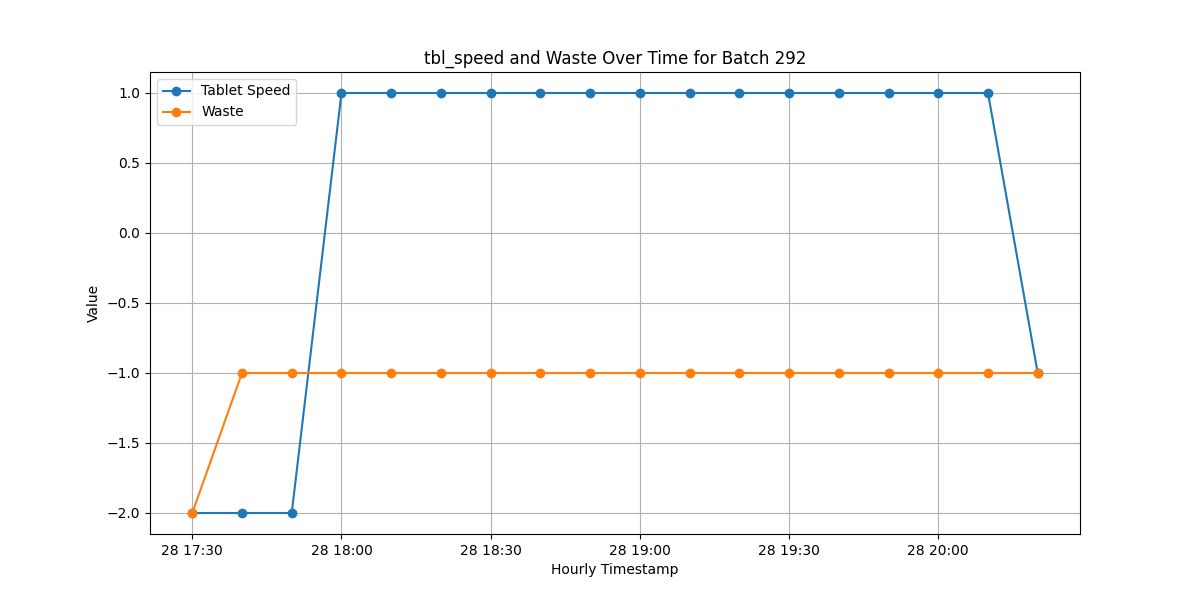 tbl_speed and Waste Over Time for Batch 292
Tablet Speed
Waste
1.0
0.5
0.0
−0.5
−1.0
−1.5
−2.0
Value
28 17:30 28 18:00 28 18:30 28 19:00 28 19:30 28 20:00
Hourly Timestamp